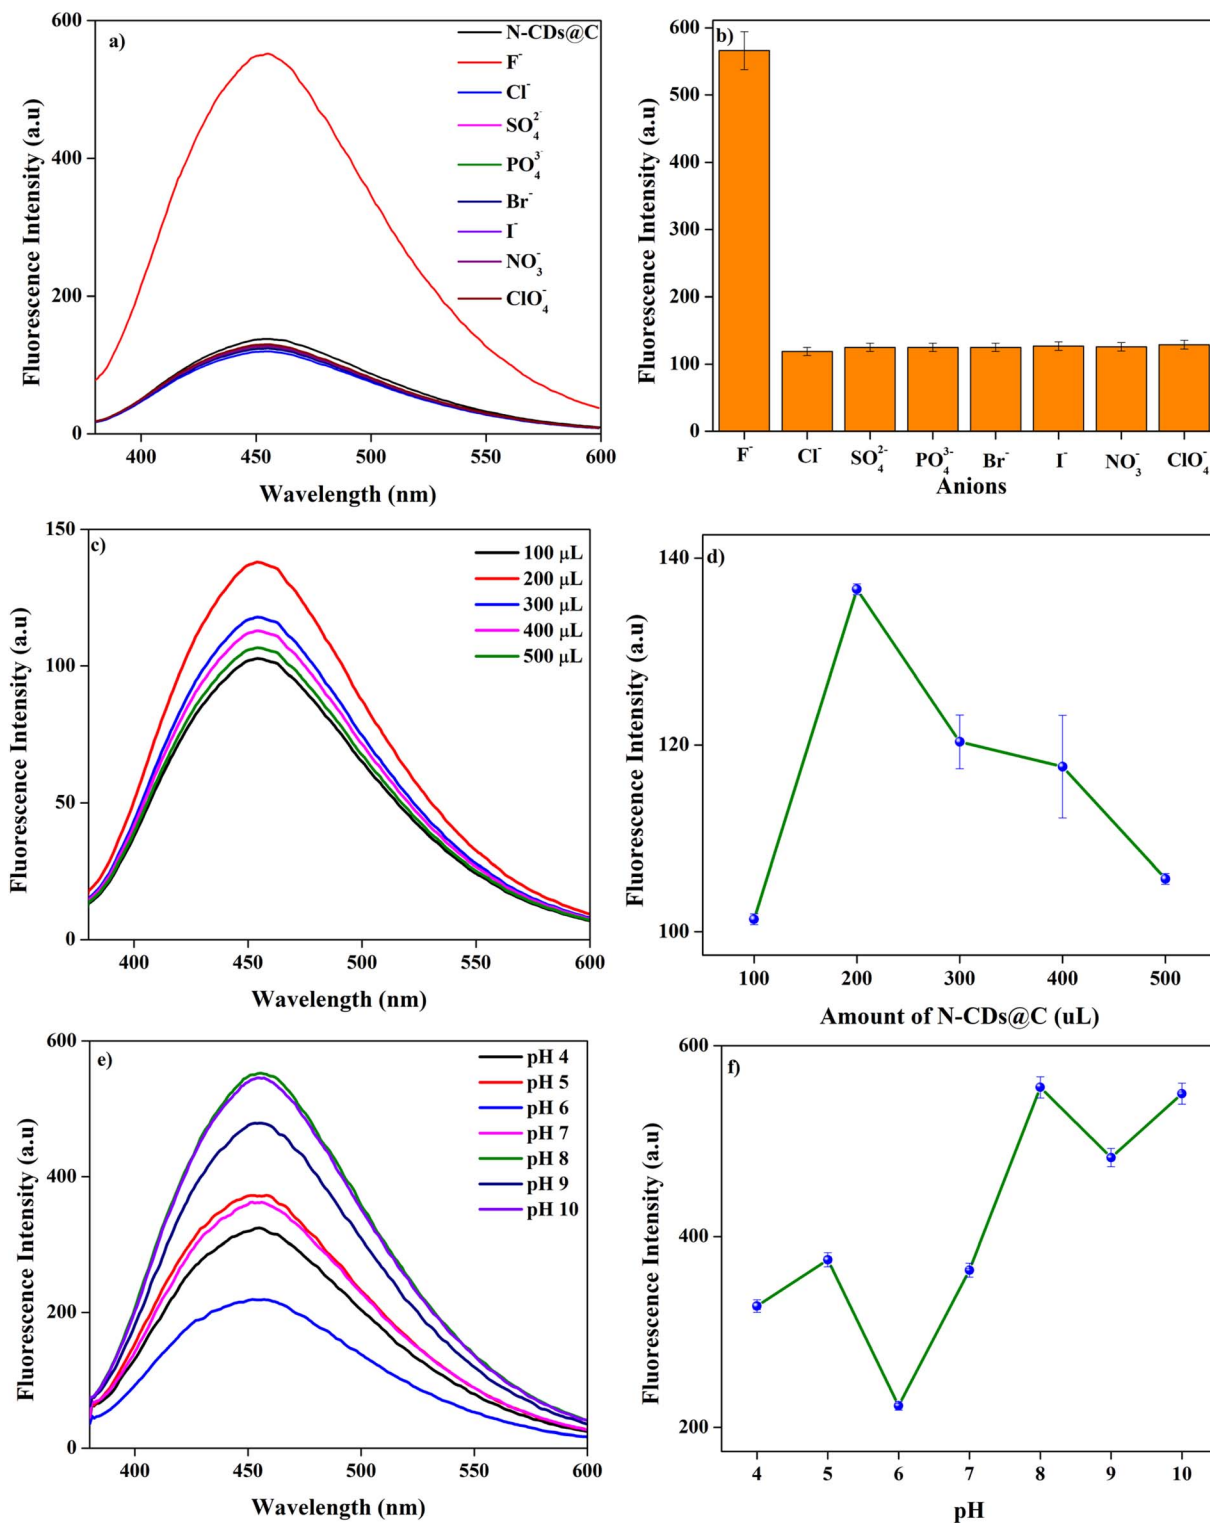 a)
N-CDs@C
F⁻
Cl⁻
SO₄²⁻
PO₄³⁻
Br⁻
I⁻
NO₃⁻
ClO₄⁻
600
400
200
0
400 450 500 550 600
Fluorescence Intensity (a.u)
Wavelength (nm)
b)
600
500
400
300
200
100
0
F⁻ Cl⁻ SO₄²⁻ PO₄³⁻ Br⁻ I⁻ NO₃⁻ ClO₄⁻
Fluorescence Intensity (a.u)
Anions
c)
100 µL
200 µL
300 µL
400 µL
500 µL
150
100
50
0
400 450 500 550 600
Fluorescence Intensity (a.u)
Wavelength (nm)
d)
140
120
100
100 200 300 400 500
Fluorescence Intensity (a.u)
Amount of N-CDs@C (uL)
e)
pH 4
pH 5
pH 6
pH 7
pH 8
pH 9
pH 10
600
400
200
0
400 450 500 550 600
Fluorescence Intensity (a.u)
Wavelength (nm)
f)
600
400
200
4 5 6 7 8 9 10
Fluorescence Intensity (a.u)
pH